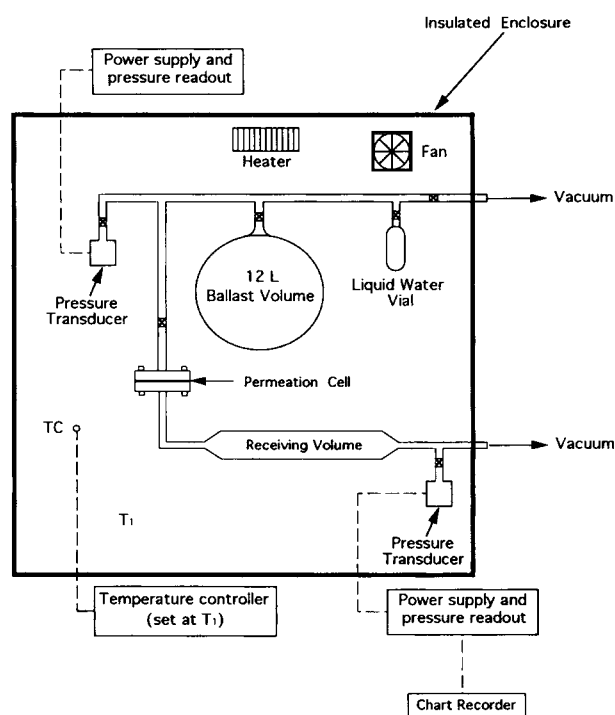 Insulated Enclosure
Power supply and
pressure readout
Heater
Fan
Vacuum
12 L
Ballast Volume
Liquid Water
Vial
Pressure
Transducer
Permeation Cell
TC
Receiving Volume
Vacuum
T₁
Pressure
Transducer
Temperature controller
(set at T₁)
Power supply and
pressure readout
Chart Recorder